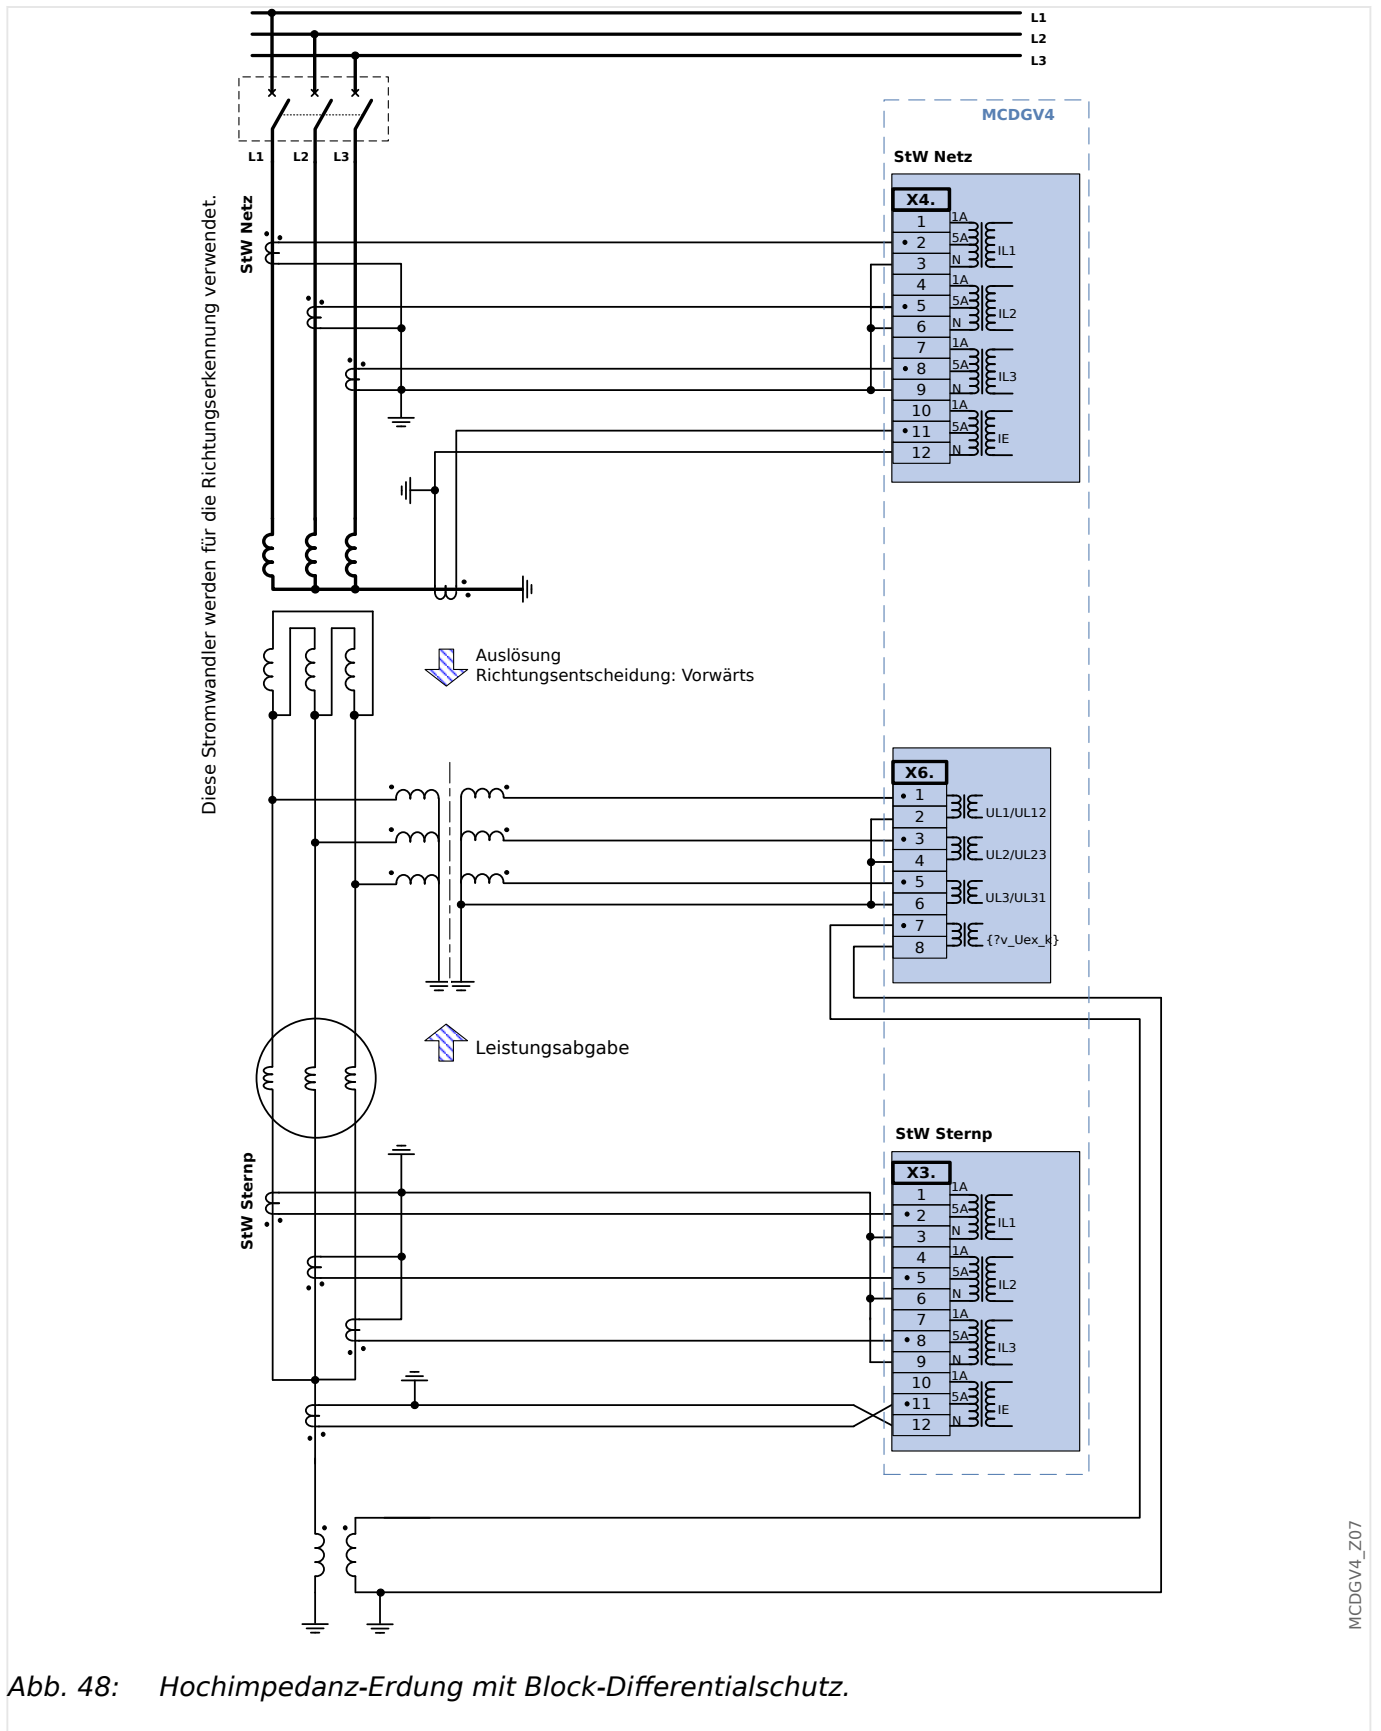 L1
L2
L3
L1 L2 L3
MCDGV4
StW Netz
StW Netz
Diese Stromwandler werden für die Richtungserkennung verwendet.
X4.
1 1A
2 5A IL1
3 N
4 1A
5 5A IL2
6 N
7 1A
8 5A IL3
9 N
10 1A
11 5A IE
12 N
Auslösung
Richtungsentscheidung: Vorwärts
X6.
1
2 UL1/UL12
3
4 UL2/UL23
5
6 UL3/UL31
7
8 {?v_Uex_k}
Leistungsabgabe
StW Sternp
StW Sternp
X3.
1 1A
2 5A IL1
3 N
4 1A
5 5A IL2
6 N
7 1A
8 5A IL3
9 N
10 1A
11 5A IE
12 N
MCDGV4_Z07
Abb. 48: Hochimpedanz-Erdung mit Block-Differentialschutz.